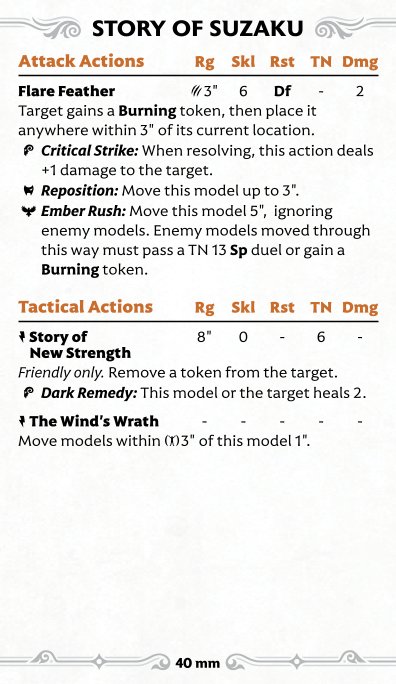 STORY OF SUZAKU
Attack Actions Rg Skl Rst TN Dmg
Flare Feather 3" 6 Df - 2
Target gains a Burning token, then place it
anywhere within 3" of its current location.
Critical Strike: When resolving, this action deals
+1 damage to the target.
Reposition: Move this model up to 3".
Ember Rush: Move this model 5", ignoring
enemy models. Enemy models moved through
this way must pass a TN 13 Sp duel or gain a
Burning token.
Tactical Actions Rg Skl Rst TN Dmg
Story of
New Strength 8" 0 - 6 -
Friendly only. Remove a token from the target.
Dark Remedy: This model or the target heals 2.
The Wind's Wrath - - - - -
Move models within 3" of this model 1".
40 mm